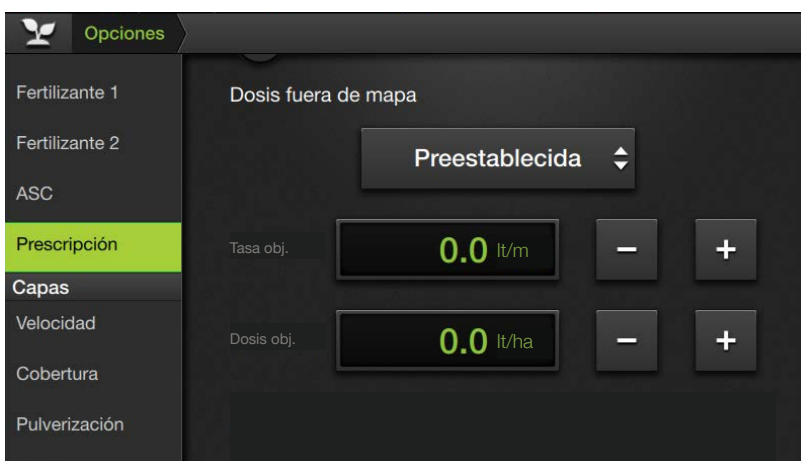 Opciones
Fertilizante 1
Fertilizante 2
ASC
Prescripción
Capas
Velocidad
Cobertura
Pulverización
Dosis fuera de mapa
Preestablecida
Tasa obj. 0.0 lt/m − +
Dosis obj. 0.0 lt/ha − +